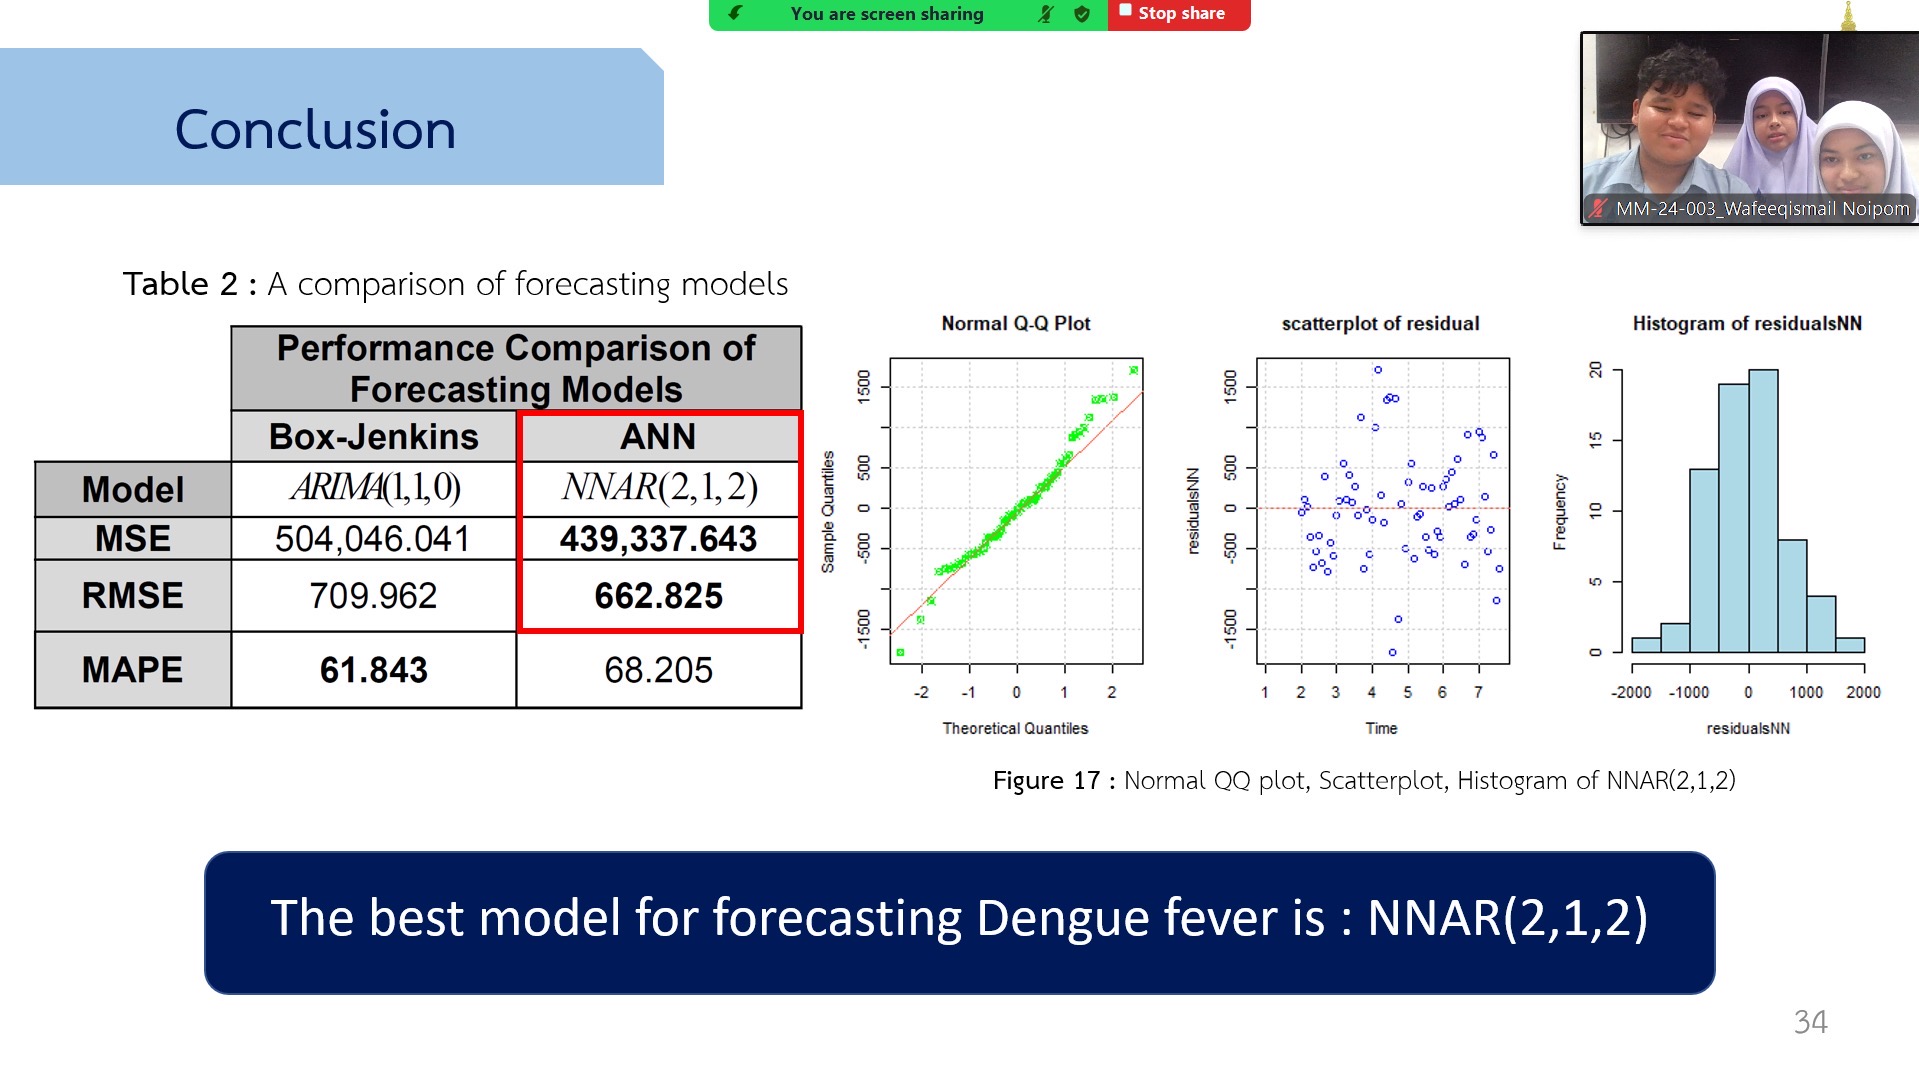 You are screen sharing
Stop share
Conclusion
MM-24-003_Wafeeqismail Noipom
Table 2 : A comparison of forecasting models
Performance Comparison of
Forecasting Models
Box-Jenkins ANN
Model ARIMA(1,1,0) NNAR(2,1,2)
MSE 504,046.041 439,337.643
RMSE 709.962 662.825
MAPE 61.843 68.205
Normal Q-Q Plot
Sample Quantiles
1500
500
0
-500
-1500
-2 -1 0 1 2
Theoretical Quantiles
scatterplot of residual
residualsNN
1500
500
0
-500
-1500
1 2 3 4 5 6 7
Time
Histogram of residualsNN
Frequency
20
15
10
5
0
-2000 -1000 0 1000 2000
residualsNN
Figure 17 : Normal QQ plot, Scatterplot, Histogram of NNAR(2,1,2)
The best model for forecasting Dengue fever is : NNAR(2,1,2)
34